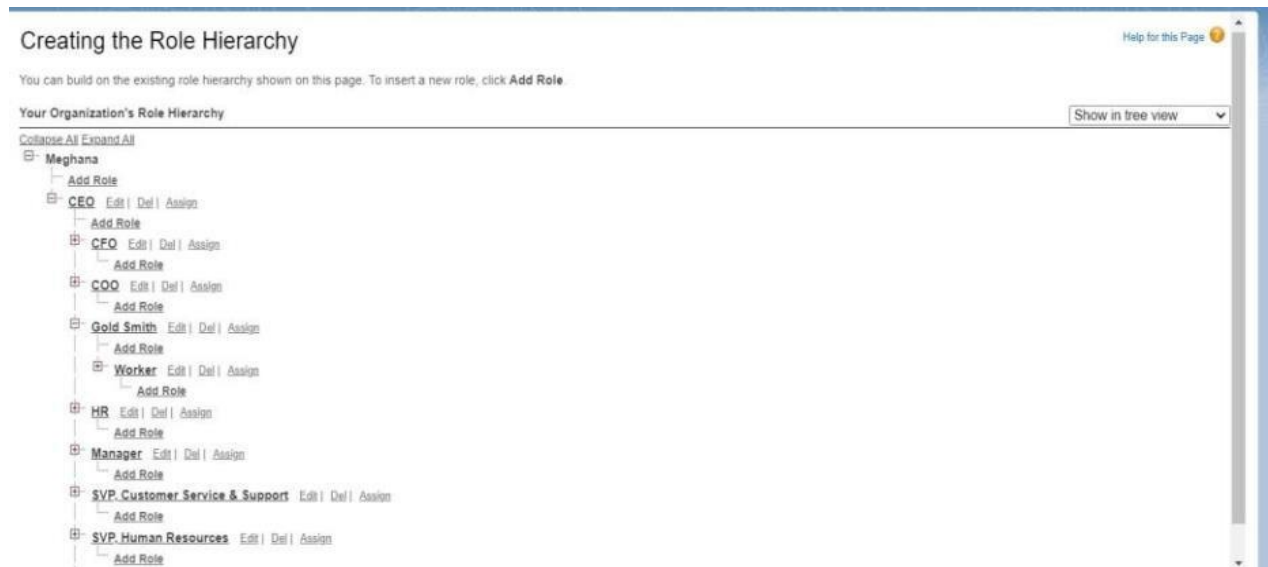 Creating the Role Hierarchy
Help for this Page
You can build on the existing role hierarchy shown on this page. To insert a new role, click Add Role.
Your Organization's Role Hierarchy
Show in tree view
Collapse All Expand All
Meghana
Add Role
CEO Edit | Del | Assign
Add Role
CFO Edit | Del | Assign
Add Role
COO Edit | Del | Assign
Add Role
Gold Smith Edit | Del | Assign
Add Role
Worker Edit | Del | Assign
Add Role
HR Edit | Del | Assign
Add Role
Manager Edit | Del | Assign
Add Role
SVP, Customer Service & Support Edit | Del | Assign
Add Role
SVP, Human Resources Edit | Del | Assign
Add Role